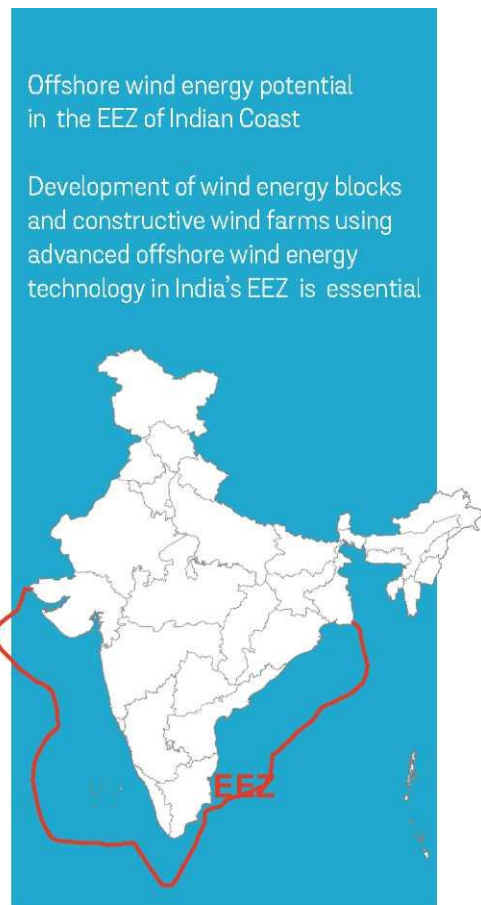 Offshore wind energy potential
in the EEZ of Indian Coast
Development of wind energy blocks
and constructive wind farms using
advanced offshore wind energy
technology in India's EEZ is essential
EEZ